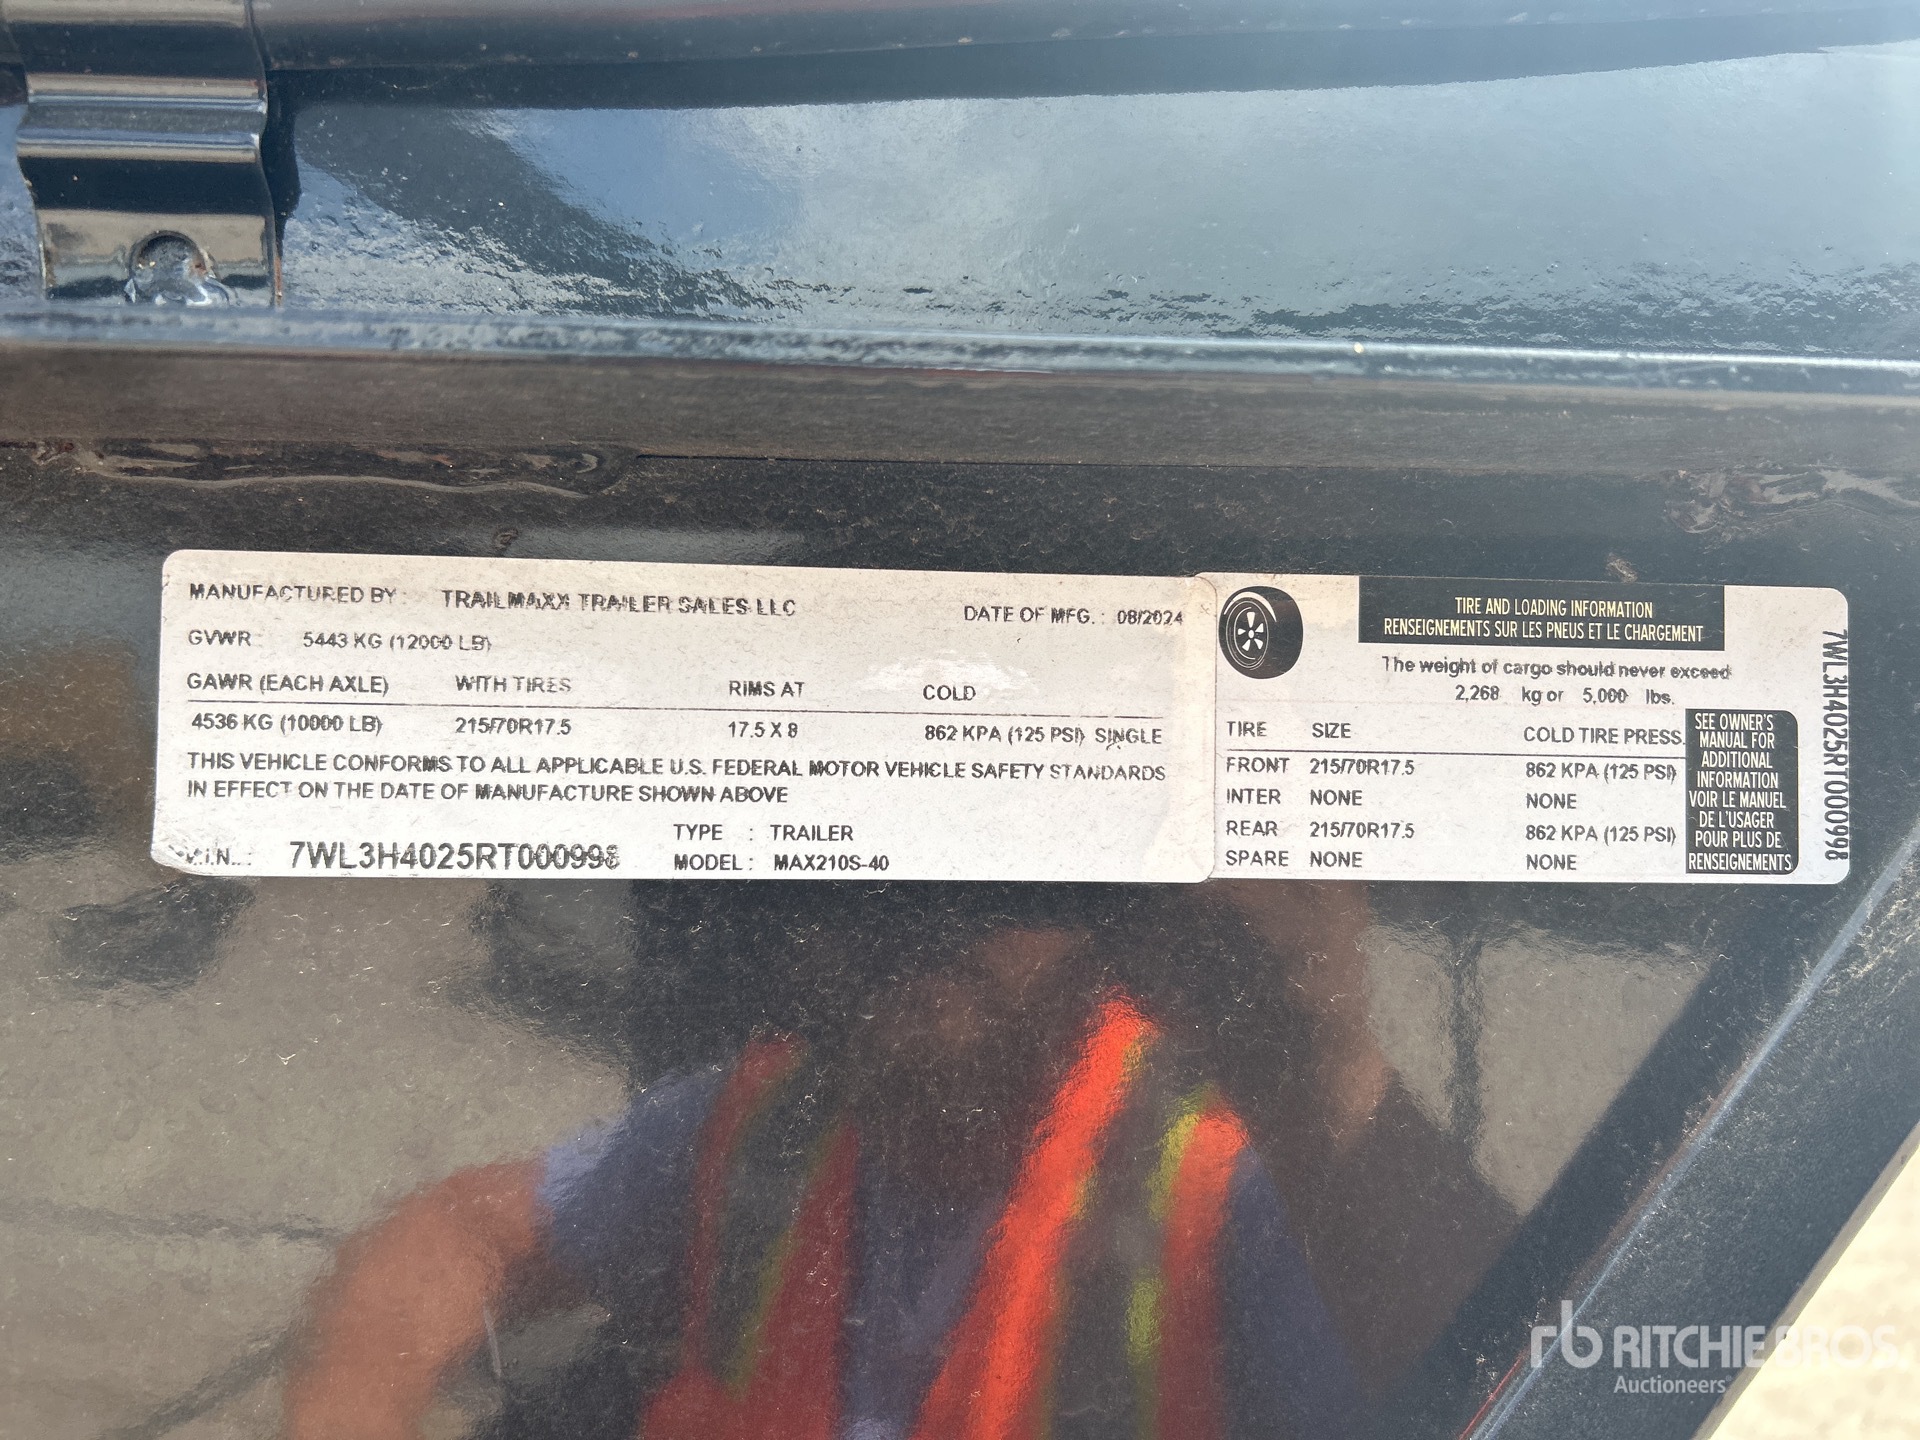 MANUFACTURED BY : TRAILMAXX TRAILER SALES LLC DATE OF MFG. : 08/2024
GVWR : 5443 KG (12000 LB)
GAWR (EACH AXLE) WITH TIRES RIMS AT COLD
4536 KG (10000 LB) 215/70R17.5 17.5 X 8 862 KPA (125 PSI) SINGLE
THIS VEHICLE CONFORMS TO ALL APPLICABLE U.S. FEDERAL MOTOR VEHICLE SAFETY STANDARDS
IN EFFECT ON THE DATE OF MANUFACTURE SHOWN ABOVE
V.I.N. : 7WL3H4025RT000998
TYPE : TRAILER
MODEL : MAX210S-40
TIRE AND LOADING INFORMATION
RENSEIGNEMENTS SUR LES PNEUS ET LE CHARGEMENT
The weight of cargo should never exceed
2,268 kg or 5,000 lbs.
TIRE SIZE COLD TIRE PRESS.
FRONT 215/70R17.5 862 KPA (125 PSI)
INTER NONE NONE
REAR 215/70R17.5 862 KPA (125 PSI)
SPARE NONE NONE
SEE OWNER'S
MANUAL FOR
ADDITIONAL
INFORMATION
VOIR LE MANUEL
DE L'USAGER
POUR PLUS DE
RENSEIGNEMENTS
7WL3H4025RT000998
rb RITCHIE BROS.
Auctioneers